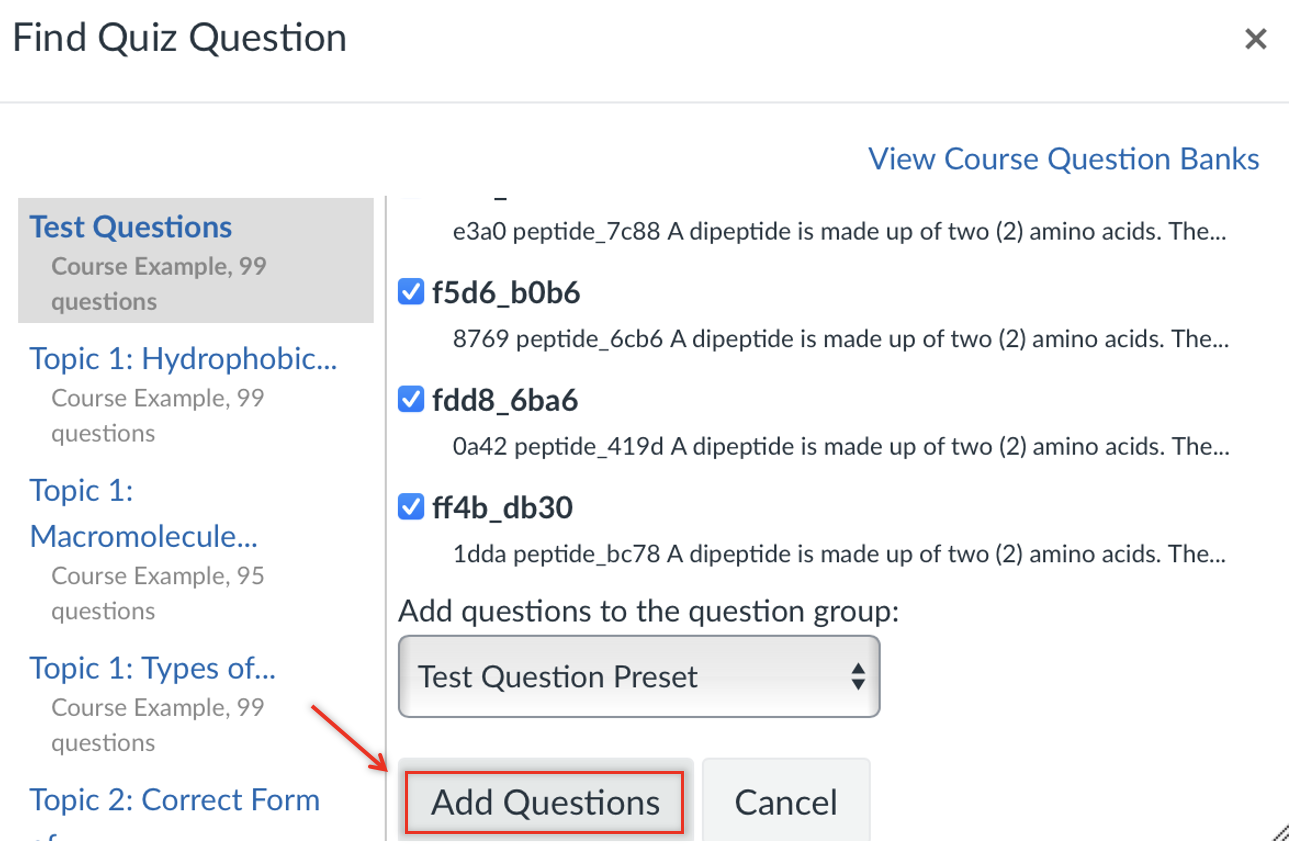 Find Quiz Question
View Course Question Banks
Test Questions
Course Example, 99
questions
Topic 1: Hydrophobic...
Course Example, 99
questions
Topic 1:
Macromolecule...
Course Example, 95
questions
Topic 1: Types of...
Course Example, 99
questions
Topic 2: Correct Form
e3a0 peptide_7c88 A dipeptide is made up of two (2) amino acids. The...
f5d6_b0b6
8769 peptide_6cb6 A dipeptide is made up of two (2) amino acids. The...
fdd8_6ba6
0a42 peptide_419d A dipeptide is made up of two (2) amino acids. The...
ff4b_db30
1dda peptide_bc78 A dipeptide is made up of two (2) amino acids. The...
Add questions to the question group:
Test Question Preset
Add Questions
Cancel